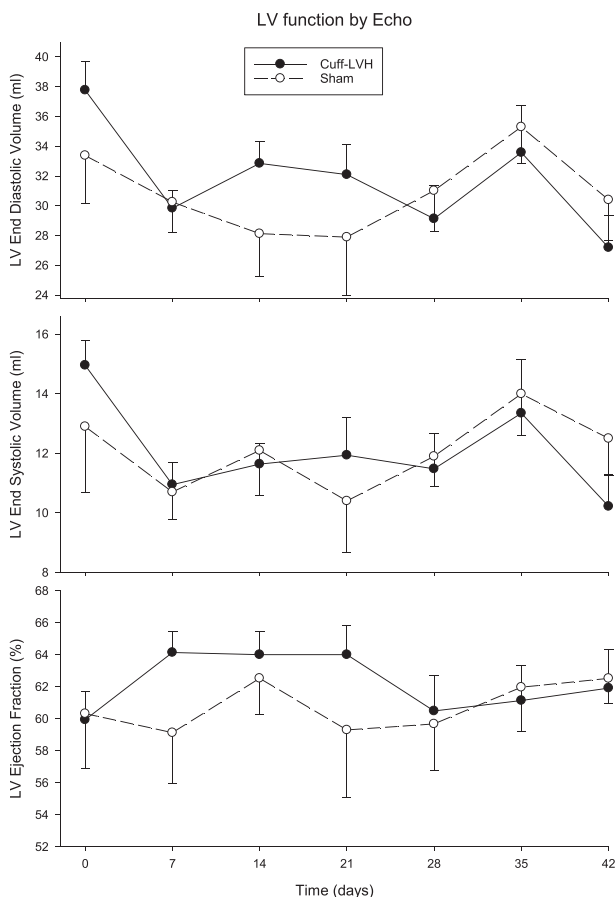 LV function by Echo
Cuff-LVH
Sham
LV End Diastolic Volume (ml)
40
38
36
34
32
30
28
26
24
LV End Systolic Volume (ml)
16
14
12
10
8
LV Ejection Fraction (%)
68
66
64
62
60
58
56
54
52
0 7 14 21 28 35 42
Time (days)